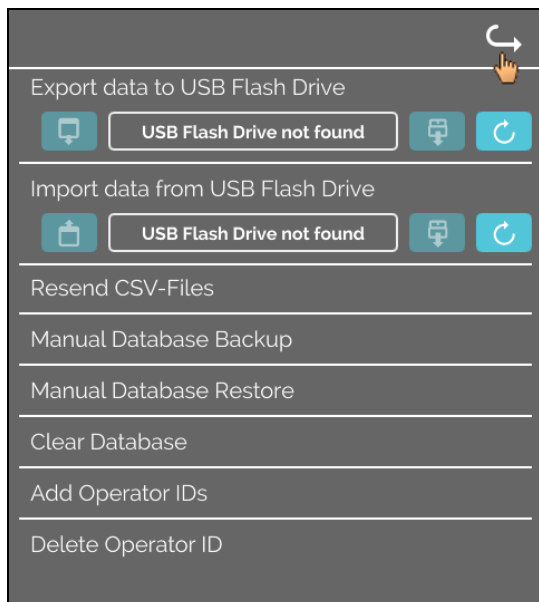 Export data to USB Flash Drive
USB Flash Drive not found
Import data from USB Flash Drive
USB Flash Drive not found
Resend CSV-Files
Manual Database Backup
Manual Database Restore
Clear Database
Add Operator IDs
Delete Operator ID